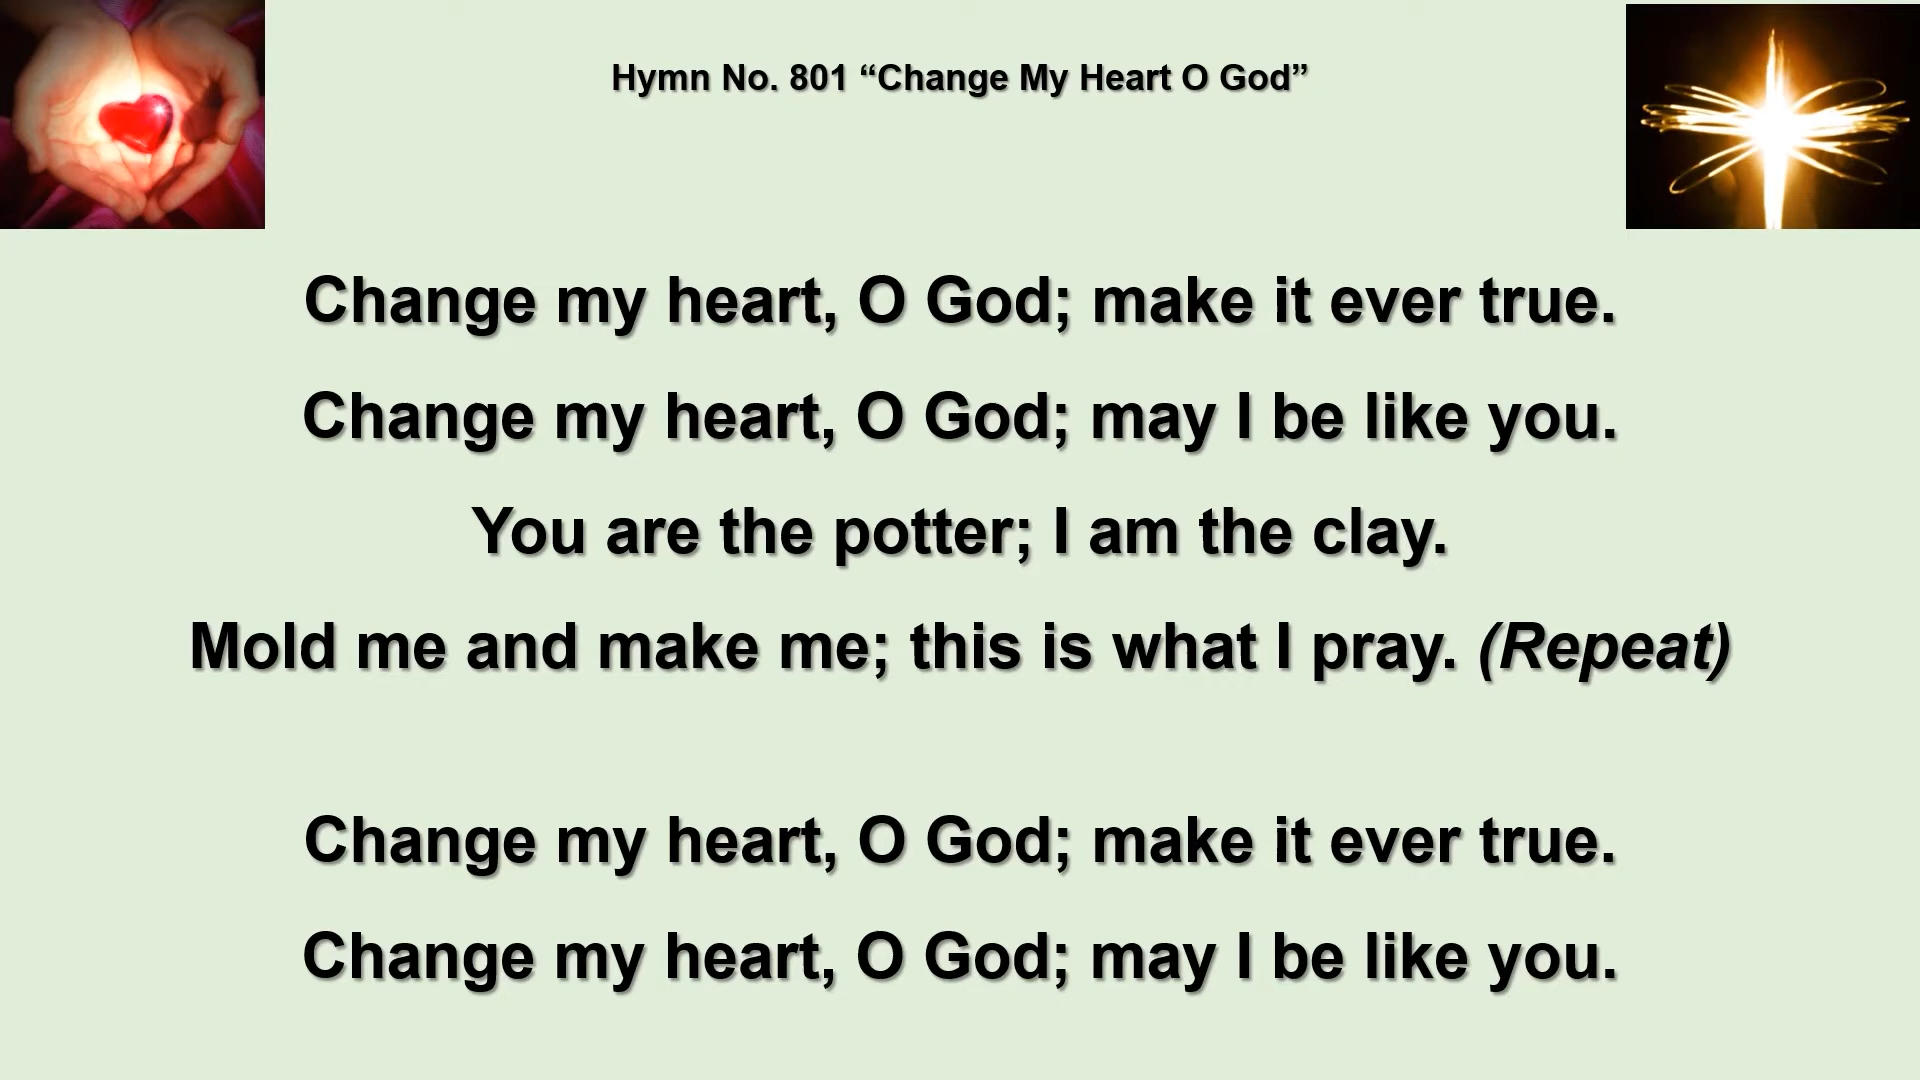 Hymn No. 801 “Change My Heart O God”
Change my heart, O God; make it ever true.
Change my heart, O God; may I be like you.
You are the potter; I am the clay.
Mold me and make me; this is what I pray. (Repeat)
Change my heart, O God; make it ever true.
Change my heart, O God; may I be like you.